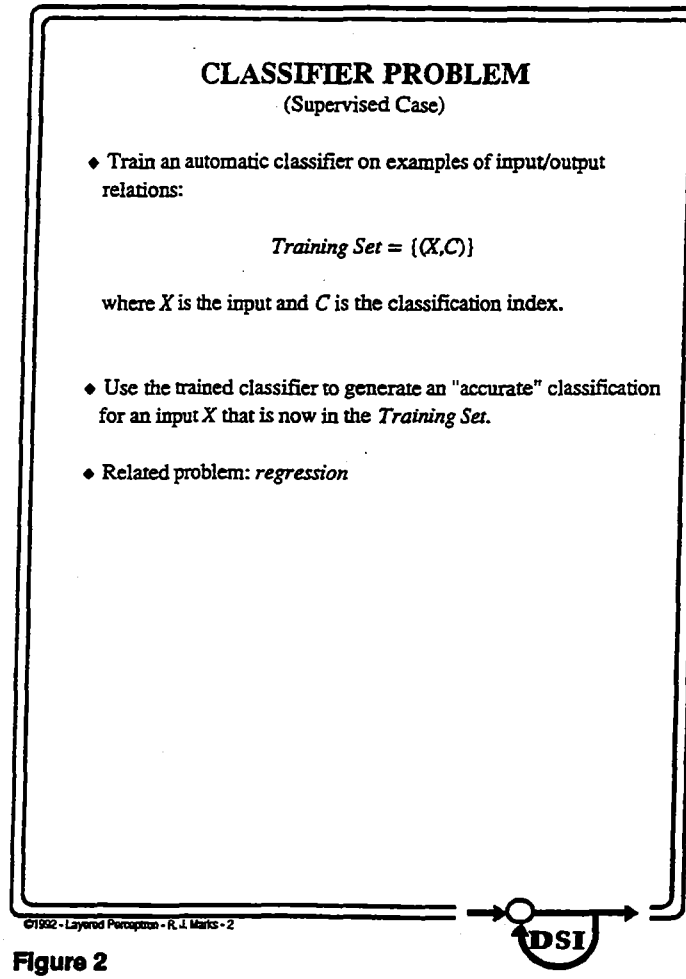 CLASSIFIER PROBLEM
(Supervised Case)
◆ Train an automatic classifier on examples of input/output
relations:
Training Set = {(X,C)}
where X is the input and C is the classification index.
◆ Use the trained classifier to generate an "accurate" classification
for an input X that is now in the Training Set.
◆ Related problem: regression
©1992 - Layered Perceptron - R. J. Marks - 2
DSI
Figure 2